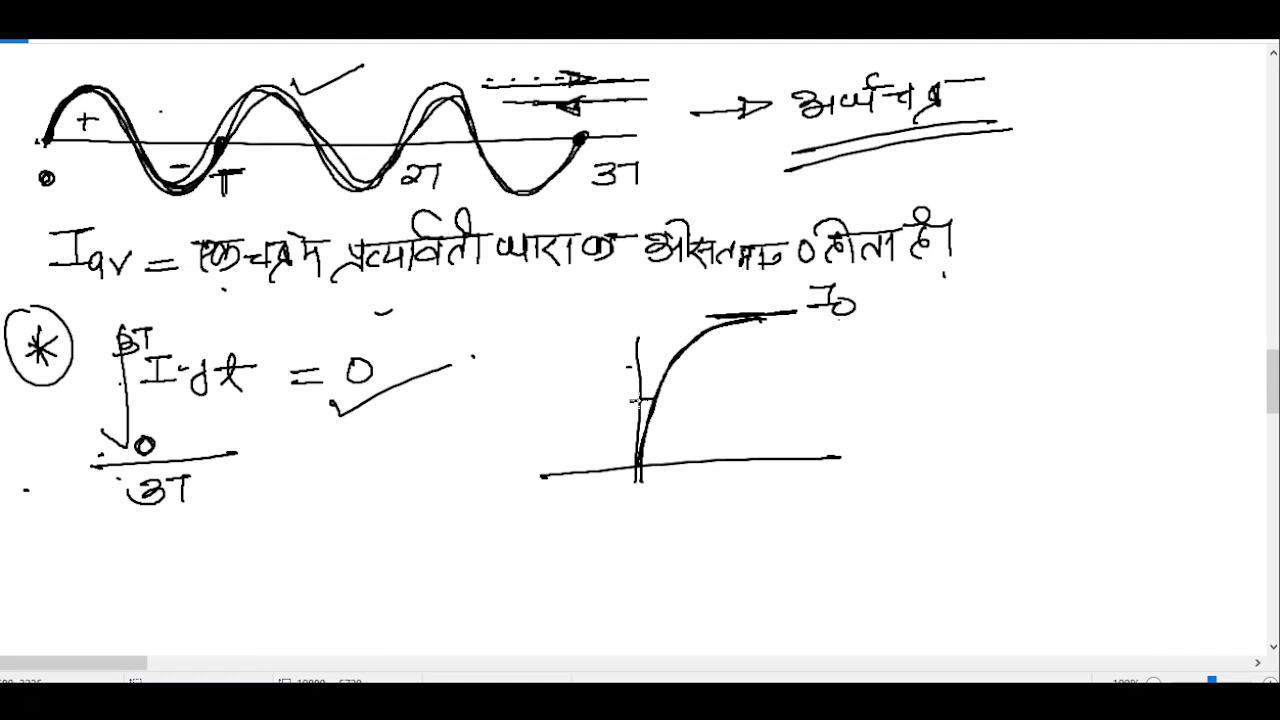 + - → अर्धचक्र
0 T 2T 3T
Iav = एक चक्र में प्रत्यावर्ती धारा का औसत मान 0 होता है।
I0
* ∫ 3T 0 I·dt = 0
3T